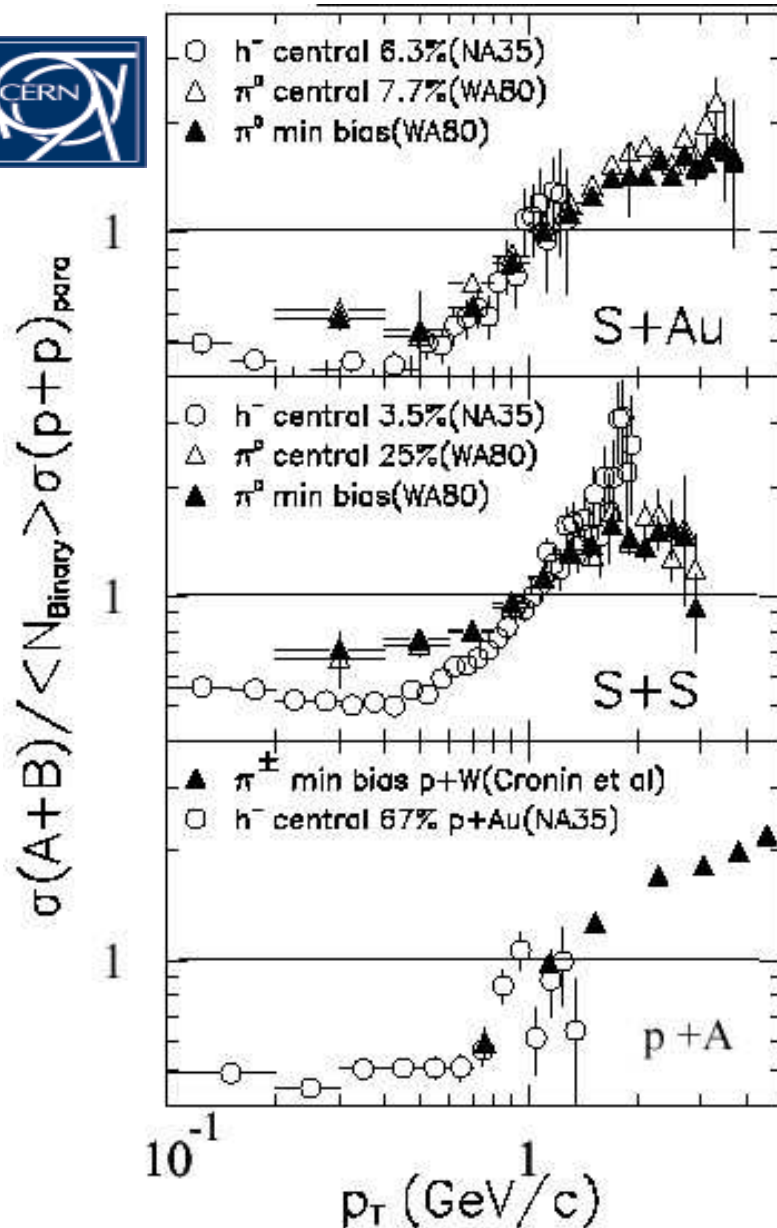 CERN
h⁻ central 6.3%(NA35)
π⁰ central 7.7%(WA80)
π⁰ min bias(WA80)
1
S+Au
h⁻ central 3.5%(NA35)
π⁰ central 25%(WA80)
π⁰ min bias(WA80)
1
S+S
π± min bias p+W(Cronin et al)
h⁻ central 67% p+Au(NA35)
1
p+A
σ(A+B)/<N_Binary>σ(p+p)_para
10⁻¹
1
p_T (GeV/c)